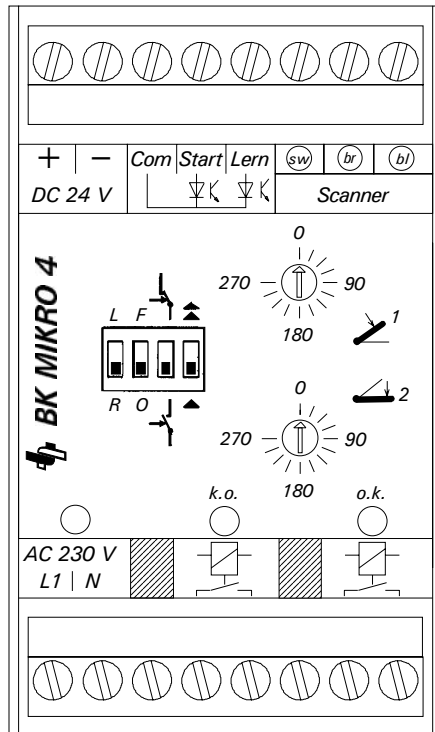 + − Com Start Lern sw br bl
DC 24 V Scanner
0
270 90
180
1
BK MIKRO 4
L F
R O
2
0
270 90
180
k.o. o.k.
AC 230 V
L1 | N